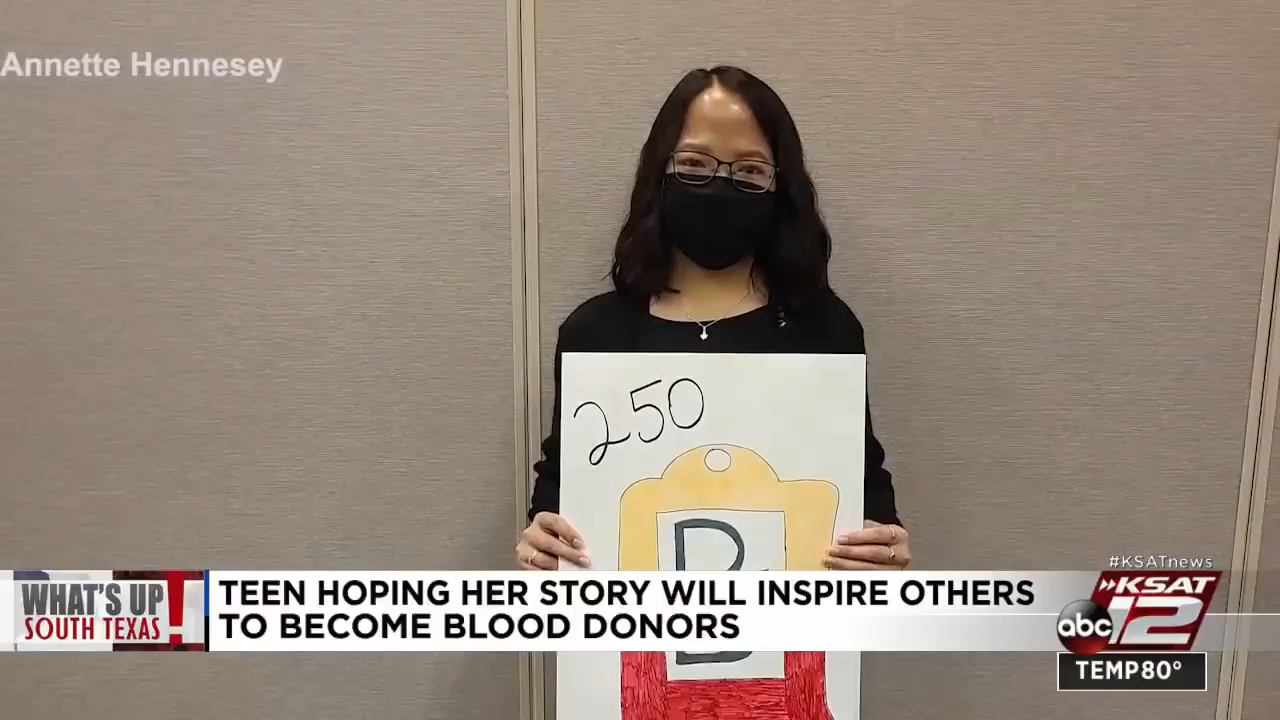 Annette Hennesey
250
B
#KSATnews
WHAT'S UP
SOUTH TEXAS!
TEEN HOPING HER STORY WILL INSPIRE OTHERS
TO BECOME BLOOD DONORS
KSAT
abc 12
TEMP80°